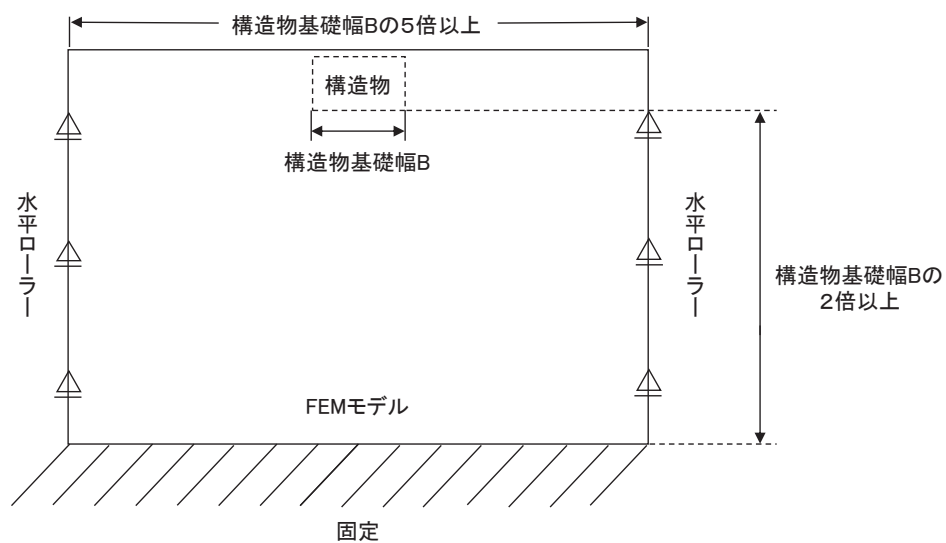 構造物基礎幅Bの5倍以上
構造物
構造物基礎幅B
水平ローラー
水平ローラー
構造物基礎幅Bの
2倍以上
FEMモデル
固定